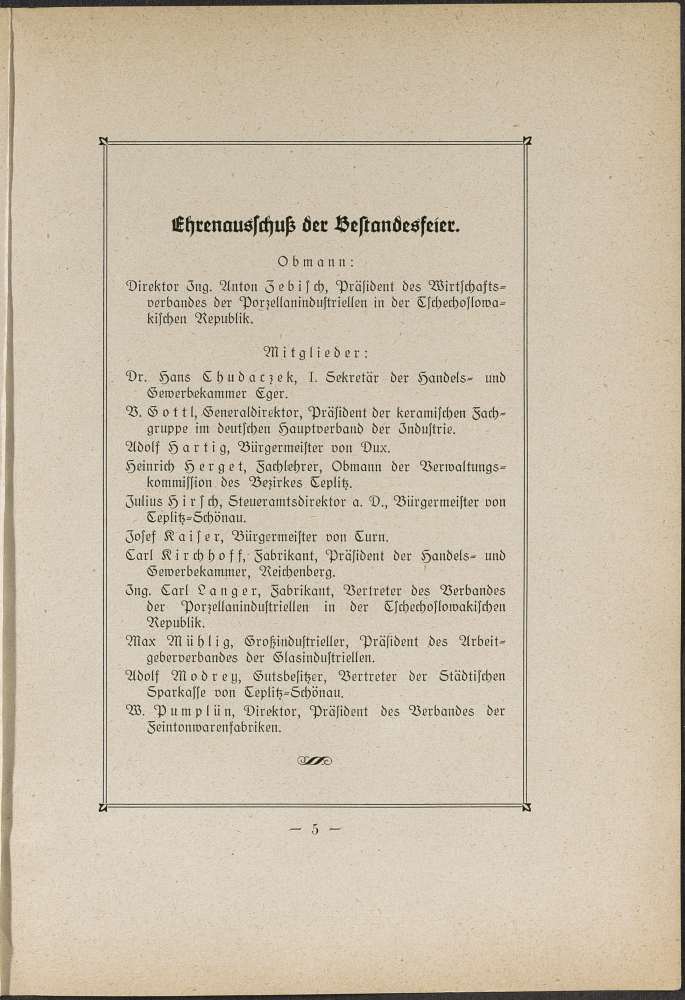 Ehrenausschuß der Bestandesfeier.
Obmann:
Direktor Ing. Anton Zebisch, Präsident des Wirtschafts-
verbandes der Porzellanindustriellen in der Tschechoslowa-
kischen Republik.
Mitglieder:
Dr. Hans Chudaczek, I. Sekretär der Handels- und
Gewerbekammer Eger.
V. Gottl, Generaldirektor, Präsident der keramischen Fach-
gruppe im deutschen Hauptverband der Industrie.
Adolf Hartig, Bürgermeister von Dux.
Heinrich Herget, Fachlehrer, Obmann der Verwaltungs-
kommission des Bezirkes Teplitz.
Julius Hirsch, Steueramtsdirektor a. D., Bürgermeister von
Teplitz-Schönau.
Josef Kaiser, Bürgermeister von Turn.
Carl Kirchhoff, Fabrikant, Präsident der Handels- und
Gewerbekammer, Reichenberg.
Ing. Carl Langer, Fabrikant, Vertreter des Verbandes
der Porzellanindustriellen in der Tschechoslowakischen
Republik.
Max Mühlig, Großindustrieller, Präsident des Arbeit-
geberverbandes der Glasindustriellen.
Adolf Modrey, Gutsbesitzer, Vertreter der Städtischen
Sparkasse von Teplitz-Schönau.
W. Pumplün, Direktor, Präsident des Verbandes der
Feintonwarenfabriken.
— 5 —